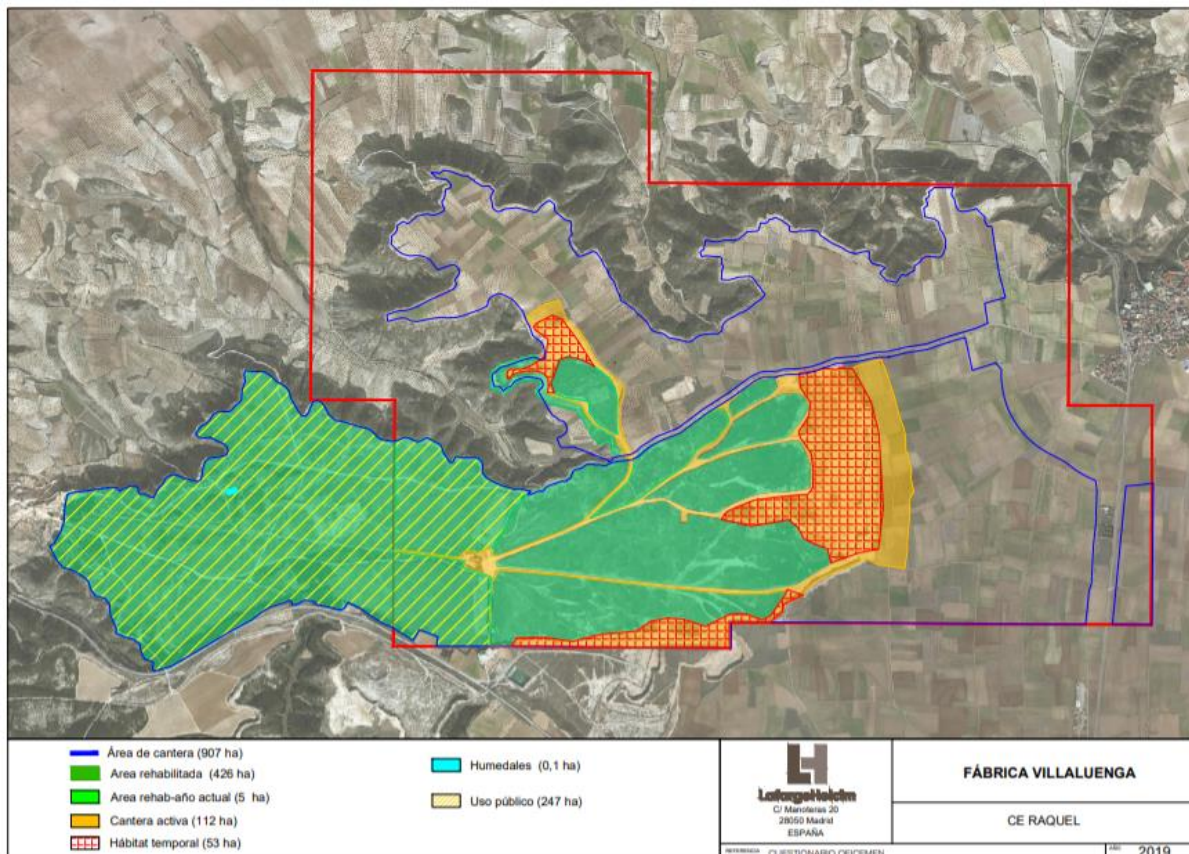 Área de cantera (907 ha)
Area rehabilitada (426 ha)
Area rehab-año actual (5 ha)
Cantera activa (112 ha)
Hábitat temporal (53 ha)
Humedales (0,1 ha)
Uso público (247 ha)
LafargeHolcim
C/ Manoteras 20
28050 Madrid
ESPAÑA
FÁBRICA VILLALUENGA
CE RAQUEL
REFERENCIA CUESTIONARIO OFICEMEN
AÑO 2019